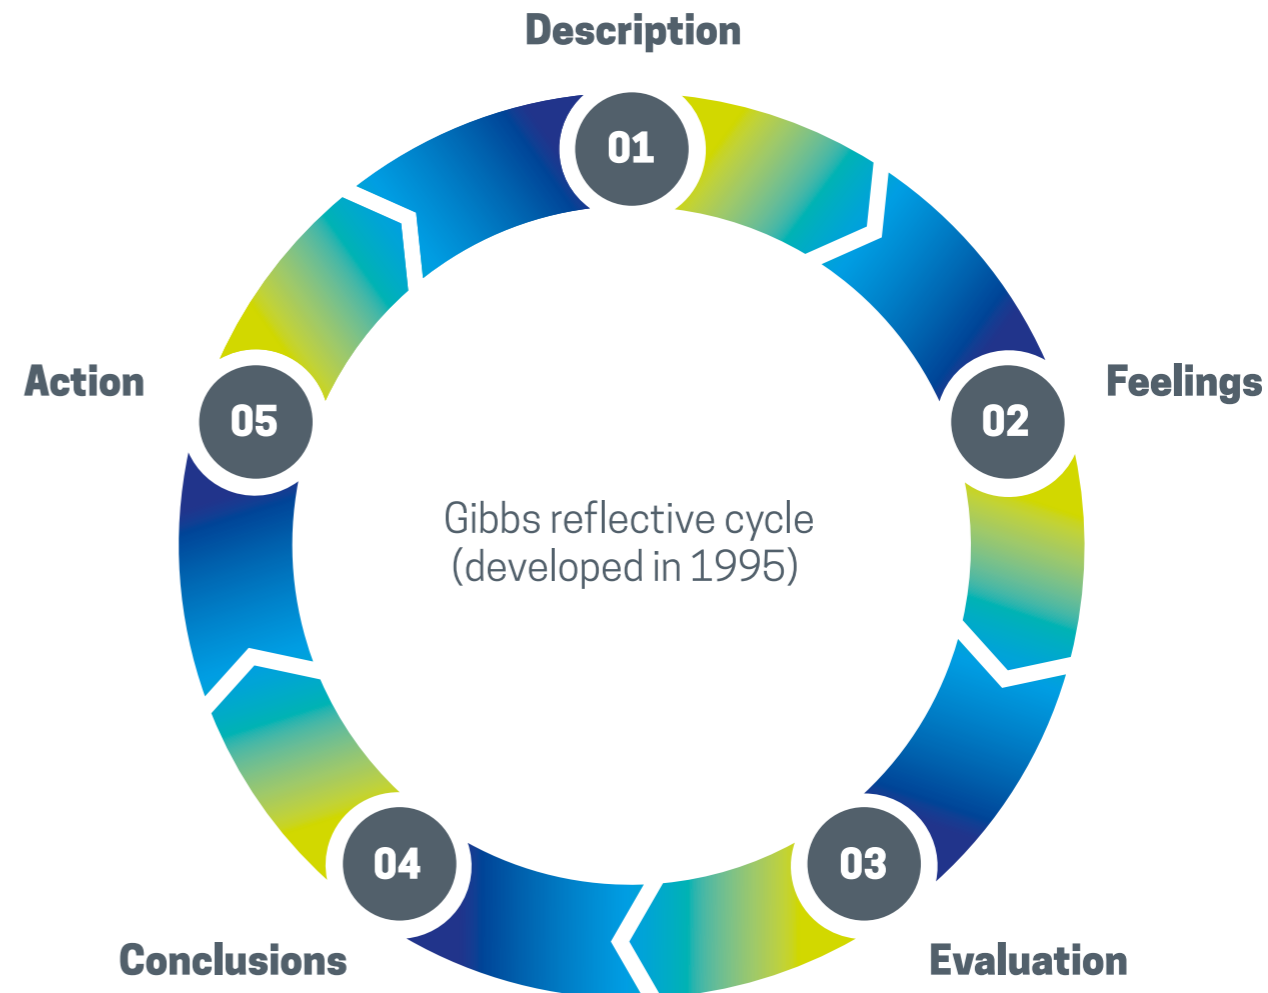 Description
01
Feelings
02
Evaluation
03
Conclusions
04
Action
05
Gibbs reflective cycle
(developed in 1995)